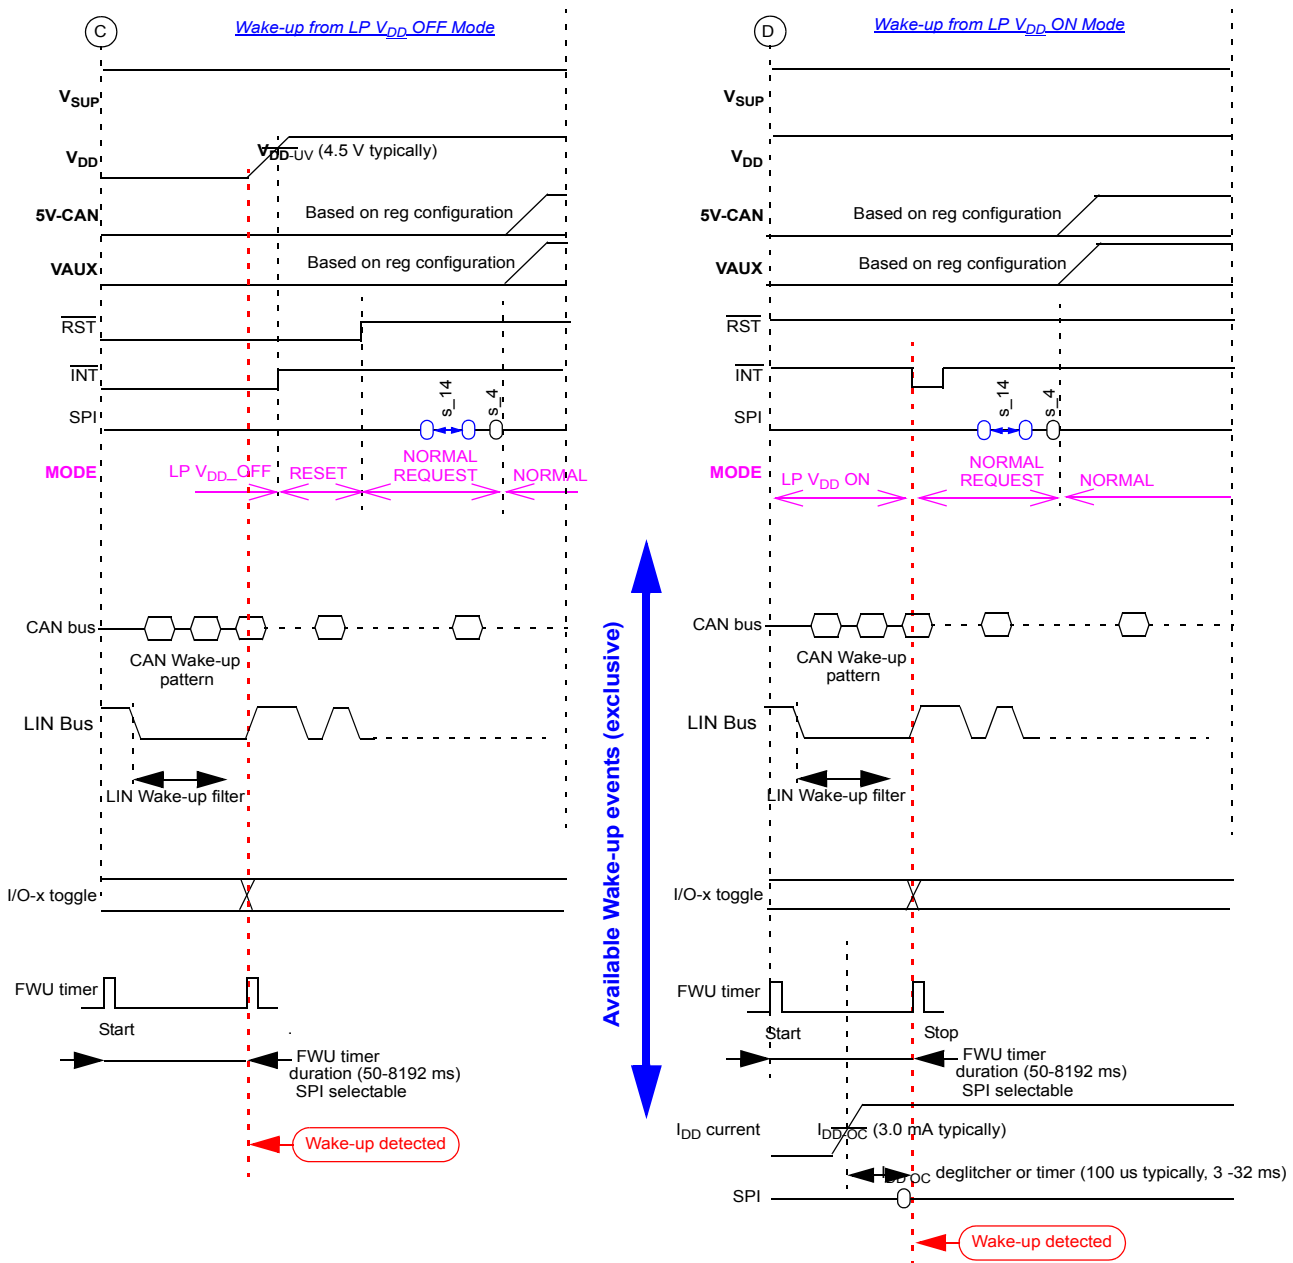 C
Wake-up from LP VDD OFF Mode
VSUP
VDD
VDD-UV (4.5 V typically)
5V-CAN
Based on reg configuration
VAUX
Based on reg configuration
RST
INT
SPI
s_14
s_4
MODE
LP VDD_OFF
RESET
NORMAL
REQUEST
NORMAL
CAN bus
CAN Wake-up
pattern
LIN Bus
LIN Wake-up filter
I/O-x toggle
FWU timer
Start
.
FWU timer
duration (50-8192 ms)
SPI selectable
Wake-up detected
Available Wake-up events (exclusive)
D
Wake-up from LP VDD ON Mode
VSUP
VDD
5V-CAN
Based on reg configuration
VAUX
Based on reg configuration
RST
INT
SPI
s_14
s_4
MODE
LP VDD ON
NORMAL
REQUEST
NORMAL
CAN bus
CAN Wake-up
pattern
LIN Bus
LIN Wake-up filter
I/O-x toggle
FWU timer
Start
Stop
FWU timer
duration (50-8192 ms)
SPI selectable
IDD current
IDD-OC (3.0 mA typically)
IDD-OC deglitcher or timer (100 us typically, 3 -32 ms)
SPI
Wake-up detected